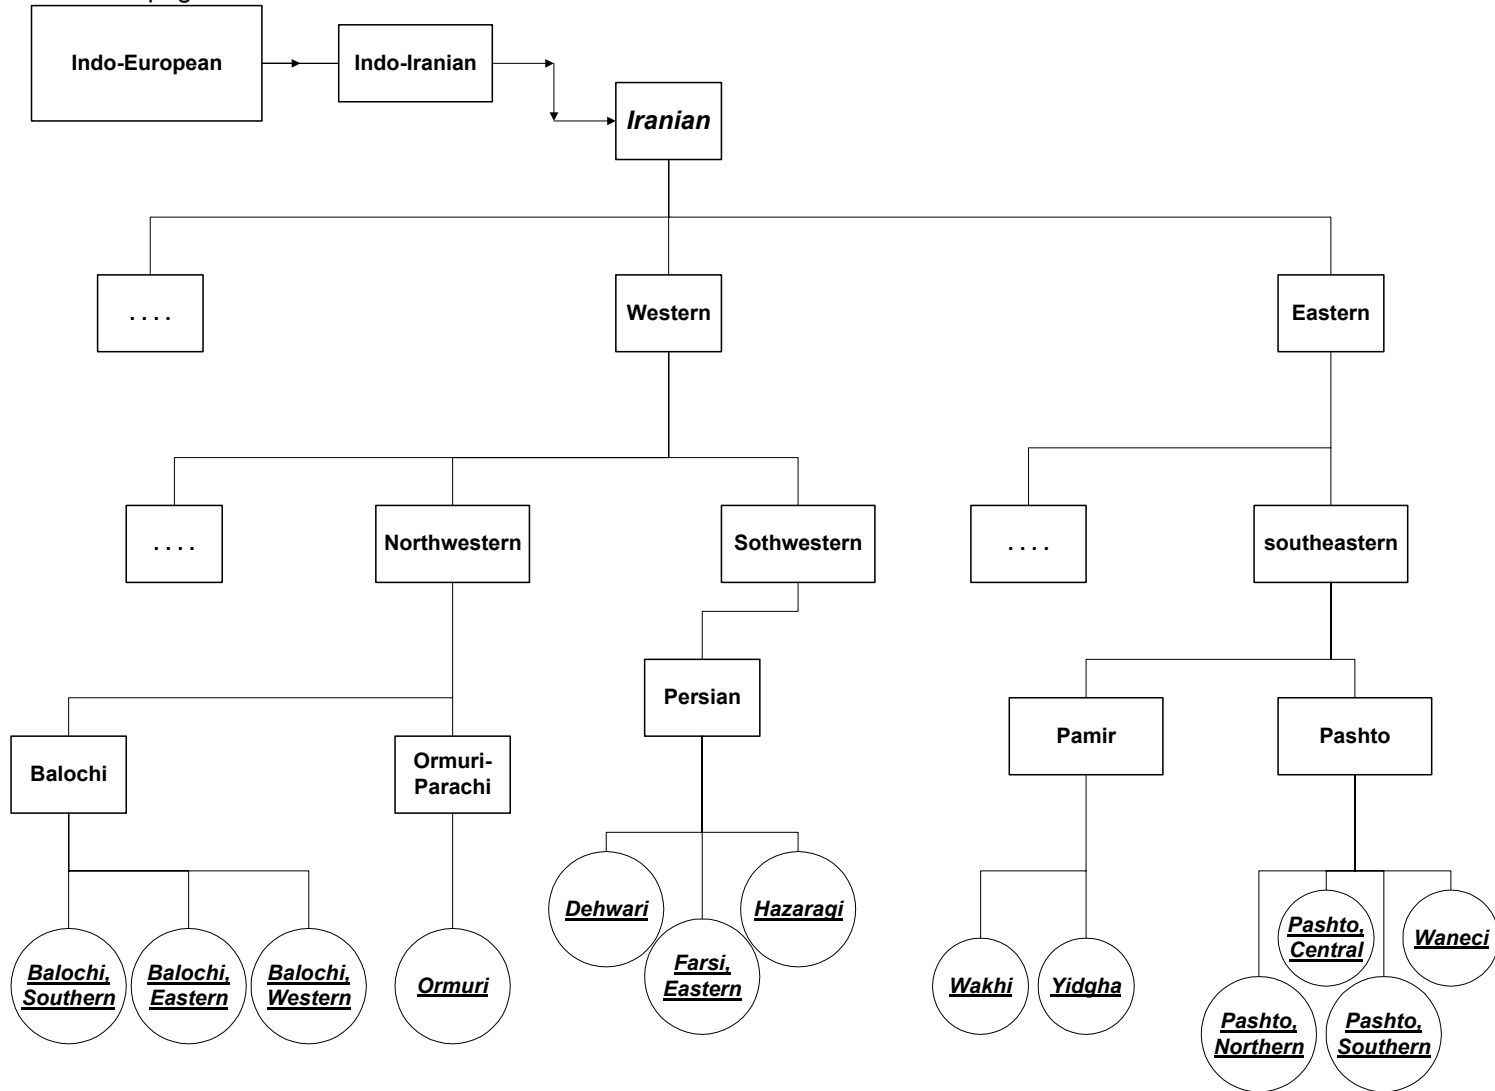 Indo-European
Indo-Iranian
Iranian
. . . .
Western
Eastern
. . . .
Northwestern
Sothwestern
. . . .
southeastern
Persian
Pamir
Pashto
Balochi
Ormuri-
Parachi
Dehwari
Hazaragi
Farsi,
Eastern
Pashto,
Central
Waneci
Balochi,
Southern
Balochi,
Eastern
Balochi,
Western
Ormuri
Wakhi
Yidgha
Pashto,
Northern
Pashto,
Southern